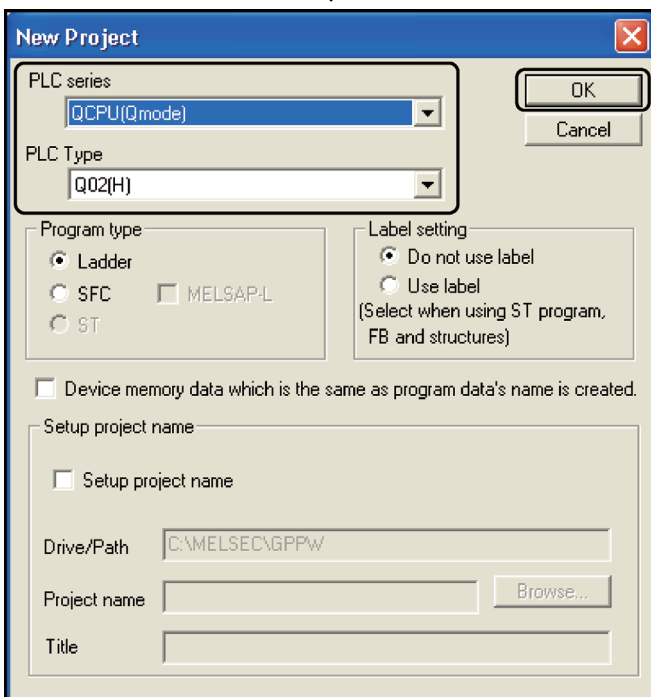 New Project
PLC series
QCPU(Qmode)
OK
Cancel
PLC Type
Q02(H)
Program type
Ladder
SFC
MELSAP-L
ST
Label setting
Do not use label
Use label
(Select when using ST program,
FB and structures)
Device memory data which is the same as program data's name is created.
Setup project name
Setup project name
Drive/Path
C:\MELSEC\GPPW
Project name
Browse...
Title